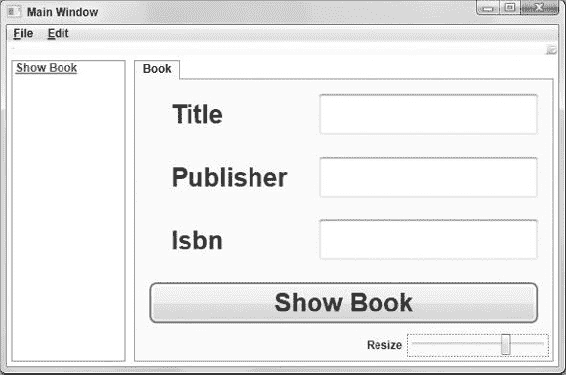 Main Window
File Edit
Show Book
Book
Title
Publisher
Isbn
Show Book
Resize